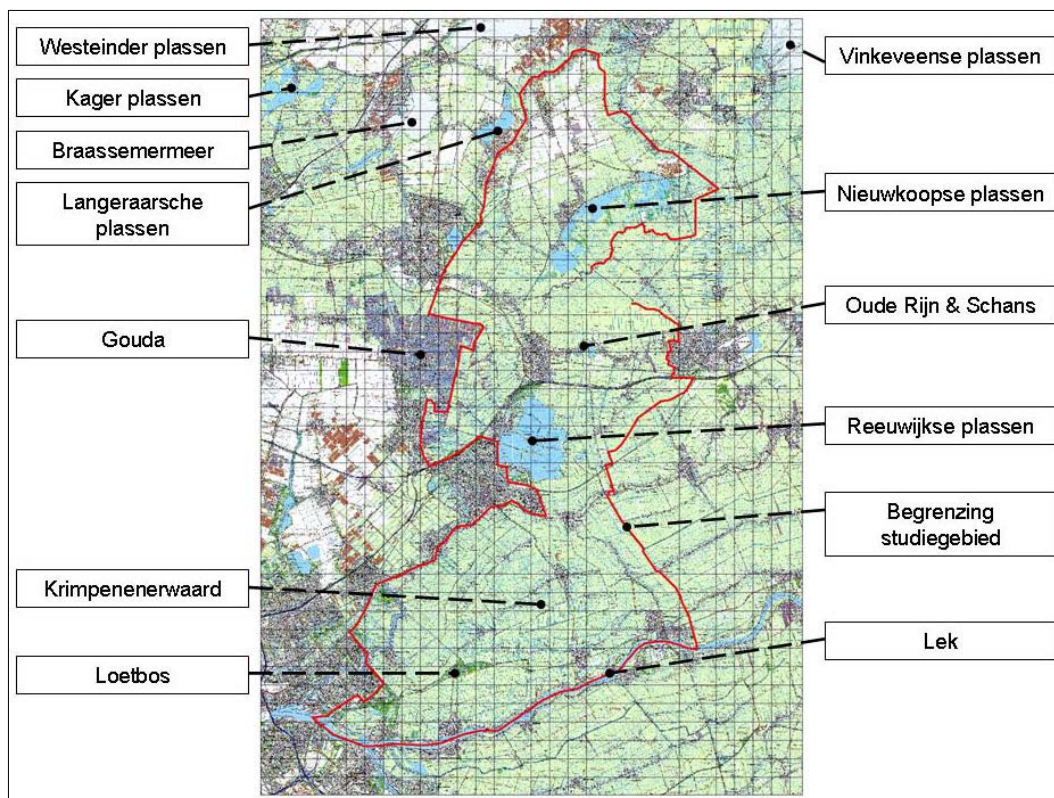 Westeinder plassen
Kager plassen
Braassemermeer
Langeraarsche
plassen
Gouda
Krimpenenerwaard
Loetbos
Vinkeveense plassen
Nieuwkoopse plassen
Oude Rijn & Schans
Reeuwijkse plassen
Begrenzing
studiegebied
Lek